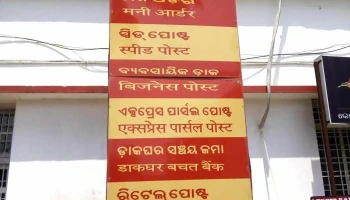 मनी आर्डर
ସ୍ପିଡ୍ ପୋଷ୍ଟ
स्पीड पोस्ट
ବ୍ୟବସାୟିକ ଡାକ
बिजनेस पोस्ट
ଏକ୍ସପ୍ରେସ ପାର୍ସଲ ପୋଷ୍ଟ
एक्सप्रेस पार्सल पोस्ट
ଡ଼ାକଘର ସଞ୍ଚୟ ଜମା
डाकघर बचत बैंक
ରିଟେଲ୍ ପୋଷ୍ଟ